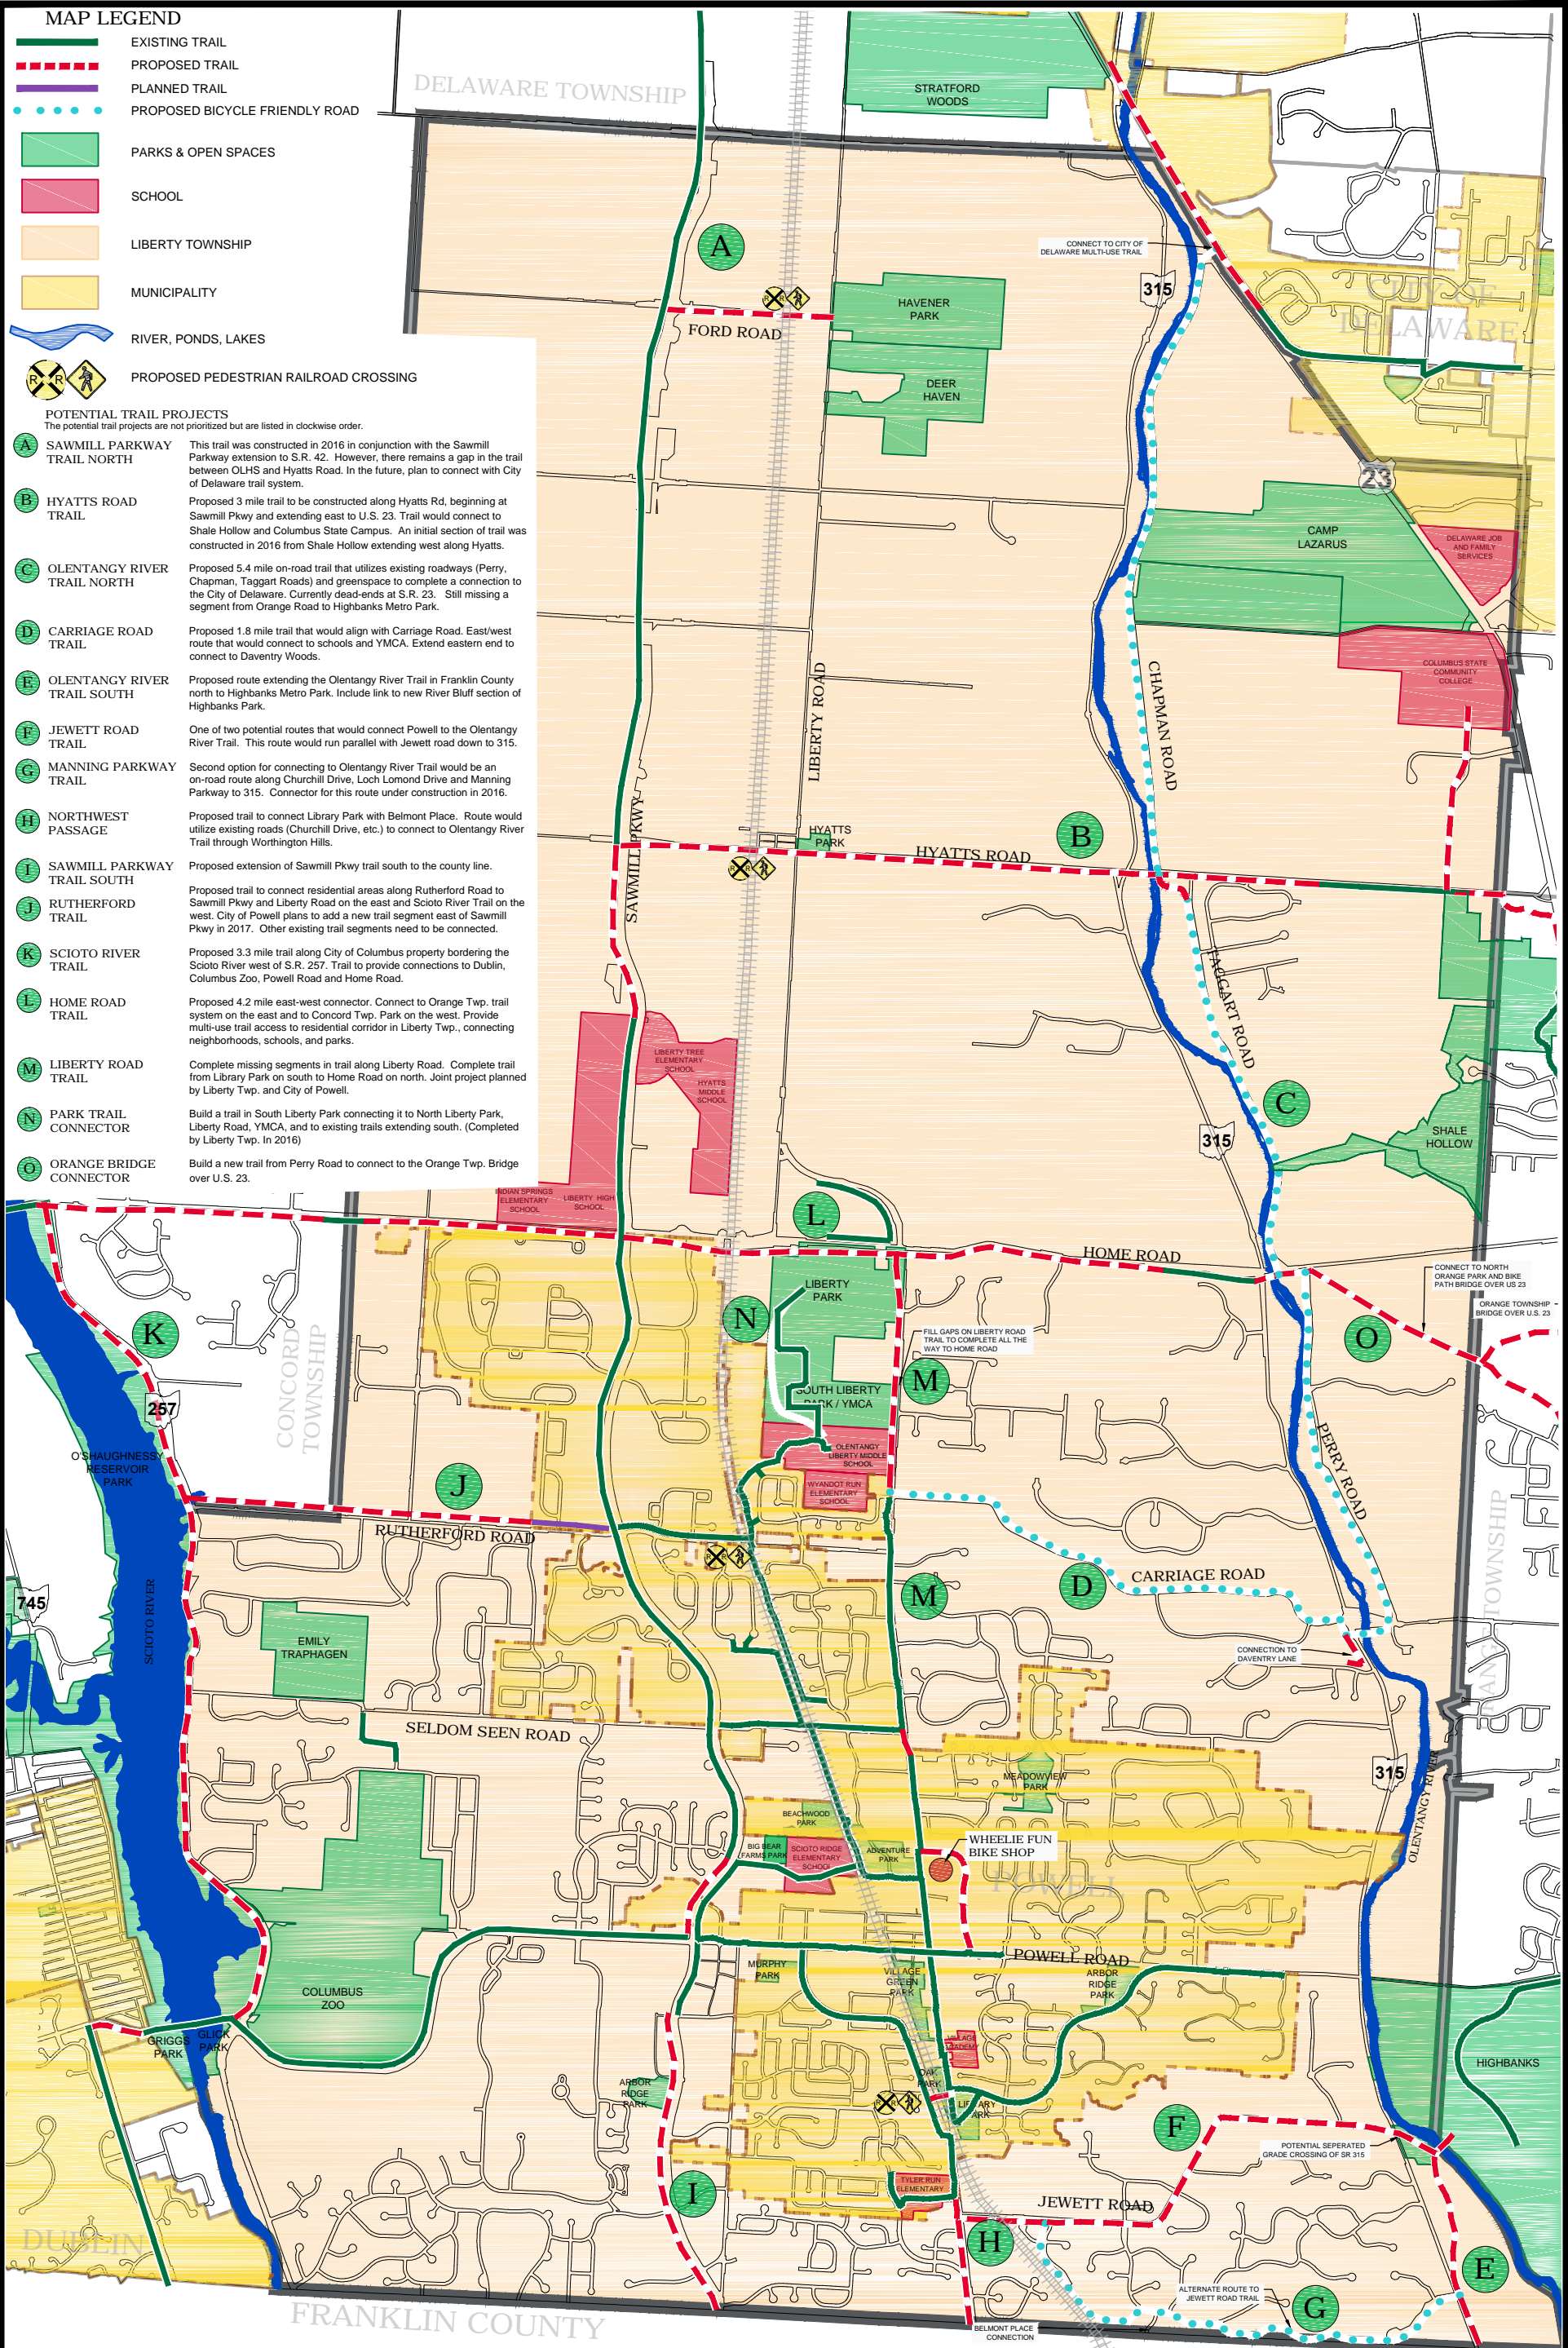 MAP LEGEND
EXISTING TRAIL
PROPOSED TRAIL
PLANNED TRAIL
PROPOSED BICYCLE FRIENDLY ROAD
PARKS & OPEN SPACES
SCHOOL
LIBERTY TOWNSHIP
MUNICIPALITY
RIVER, PONDS, LAKES
R R
PROPOSED PEDESTRIAN RAILROAD CROSSING
POTENTIAL TRAIL PROJECTS
The potential trail projects are not prioritized but are listed in clockwise order.
A
SAWMILL PARKWAY
TRAIL NORTH
This trail was constructed in 2016 in conjunction with the Sawmill
Parkway extension to S.R. 42. However, there remains a gap in the trail
between OLHS and Hyatts Road. In the future, plan to connect with City
of Delaware trail system.
B
HYATTS ROAD
TRAIL
Proposed 3 mile trail to be constructed along Hyatts Rd, beginning at
Sawmill Pkwy and extending east to U.S. 23. Trail would connect to
Shale Hollow and Columbus State Campus. An initial section of trail was
constructed in 2016 from Shale Hollow extending west along Hyatts.
C
OLENTANGY RIVER
TRAIL NORTH
Proposed 5.4 mile on-road trail that utilizes existing roadways (Perry,
Chapman, Taggart Roads) and greenspace to complete a connection to
the City of Delaware. Currently dead-ends at S.R. 23. Still missing a
segment from Orange Road to Highbanks Metro Park.
D
CARRIAGE ROAD
TRAIL
Proposed 1.8 mile trail that would align with Carriage Road. East/west
route that would connect to schools and YMCA. Extend eastern end to
connect to Daventry Woods.
E
OLENTANGY RIVER
TRAIL SOUTH
Proposed route extending the Olentangy River Trail in Franklin County
north to Highbanks Metro Park. Include link to new River Bluff section of
Highbanks Park.
F
JEWETT ROAD
TRAIL
One of two potential routes that would connect Powell to the Olentangy
River Trail. This route would run parallel with Jewett road down to 315.
G
MANNING PARKWAY
TRAIL
Second option for connecting to Olentangy River Trail would be an
on-road route along Churchill Drive, Loch Lomond Drive and Manning
Parkway to 315. Connector for this route under construction in 2016.
H
NORTHWEST
PASSAGE
Proposed trail to connect Library Park with Belmont Place. Route would
utilize existing roads (Churchill Drive, etc.) to connect to Olentangy River
Trail through Worthington Hills.
I
SAWMILL PARKWAY
TRAIL SOUTH
Proposed extension of Sawmill Pkwy trail south to the county line.
J
RUTHERFORD
TRAIL
Proposed trail to connect residential areas along Rutherford Road to
Sawmill Pkwy and Liberty Road on the east and Scioto River Trail on the
west. City of Powell plans to add a new trail segment east of Sawmill
Pkwy in 2017. Other existing trail segments need to be connected.
K
SCIOTO RIVER
TRAIL
Proposed 3.3 mile trail along City of Columbus property bordering the
Scioto River west of S.R. 257. Trail to provide connections to Dublin,
Columbus Zoo, Powell Road and Home Road.
L
HOME ROAD
TRAIL
Proposed 4.2 mile east-west connector. Connect to Orange Twp. trail
system on the east and to Concord Twp. Park on the west. Provide
multi-use trail access to residential corridor in Liberty Twp., connecting
neighborhoods, schools, and parks.
M
LIBERTY ROAD
TRAIL
Complete missing segments in trail along Liberty Road. Complete trail
from Library Park on south to Home Road on north. Joint project planned
by Liberty Twp. and City of Powell.
N
PARK TRAIL
CONNECTOR
Build a trail in South Liberty Park connecting it to North Liberty Park,
Liberty Road, YMCA, and to existing trails extending south. (Completed
by Liberty Twp. In 2016)
O
ORANGE BRIDGE
CONNECTOR
Build a new trail from Perry Road to connect to the Orange Twp. Bridge
over U.S. 23.
DELAWARE TOWNSHIP
STRATFORD
WOODS
A
CONNECT TO CITY OF
DELAWARE MULTI-USE TRAIL
315
CITY OF
DELAWARE
R R
FORD ROAD
HAVENER
PARK
DEER
HAVEN
23
CAMP
LAZARUS
DELAWARE JOB
AND FAMILY
SERVICES
COLUMBUS STATE
COMMUNITY
COLLEGE
LIBERTY ROAD
CHAPMAN ROAD
SAWMILL PKWY
HYATTS
PARK
B
HYATTS ROAD
R R
TAGGART ROAD
LIBERTY TREE
ELEMENTARY
SCHOOL
HYATTS
MIDDLE
SCHOOL
C
315
SHALE
HOLLOW
INDIAN SPRINGS
ELEMENTARY
SCHOOL
LIBERTY HIGH
SCHOOL
L
HOME ROAD
CONNECT TO NORTH
ORANGE PARK AND BIKE
PATH BRIDGE OVER US 23
ORANGE TOWNSHIP
BRIDGE OVER U.S. 23
LIBERTY
PARK
N
K
O
FILL GAPS ON LIBERTY ROAD
TRAIL TO COMPLETE ALL THE
WAY TO HOME ROAD
CONCORD
TOWNSHIP
M
SOUTH LIBERTY
PARK / YMCA
257
O'SHAUGHNESSY
RESERVOIR
PARK
PERRY ROAD
OLENTANGY
LIBERTY MIDDLE
SCHOOL
J
WYANDOT RUN
ELEMENTARY
SCHOOL
RUTHERFORD ROAD
R R
ORANGE TOWNSHIP
745
SCIOTO RIVER
M
D
CARRIAGE ROAD
EMILY
TRAPHAGEN
CONNECTION TO
DAVENTRY LANE
SELDOM SEEN ROAD
315
OLENTANGY RIVER
MEADOWVIEW
PARK
BEACHWOOD
PARK
BIG BEAR
FARMS PARK
SCIOTO RIDGE
ELEMENTARY
SCHOOL
ADVENTURE
PARK
WHEELIE FUN
BIKE SHOP
POWELL
POWELL ROAD
MURPHY
PARK
VILLAGE
GREEN
PARK
ARBOR
RIDGE
PARK
COLUMBUS
ZOO
GRIGGS
PARK
GLICK
PARK
VILLAGE
ACADEMY
HIGHBANKS
OAK
PARK
ARBOR
RIDGE
PARK
R R
LIBRARY
PARK
F
POTENTIAL SEPERATED
GRADE CROSSING OF SR 315
TYLER RUN
ELEMENTARY
I
JEWETT ROAD
H
DUBLIN
E
ALTERNATE ROUTE TO
JEWETT ROAD TRAIL
G
FRANKLIN COUNTY
BELMONT PLACE
CONNECTION